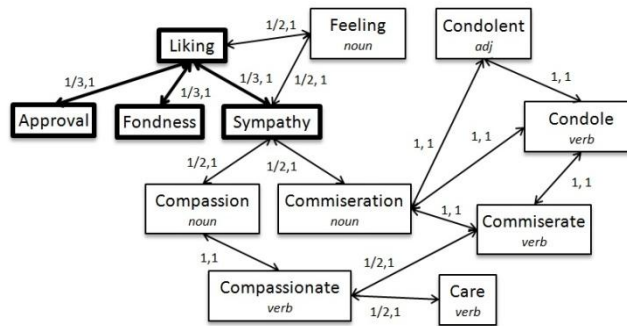 Liking
1/2,1
Feeling
noun
Condolent
adj
1/3,1
1/3,1
1/3, 1
1/2, 1
1, 1
Approval
Fondness
Sympathy
Condole
verb
1, 1
1, 1
1/2,1
1/2,1
1, 1
Compassion
noun
Commiseration
noun
1, 1
Commiserate
verb
1,1
1/2,1
Compassionate
verb
1/2,1
Care
verb